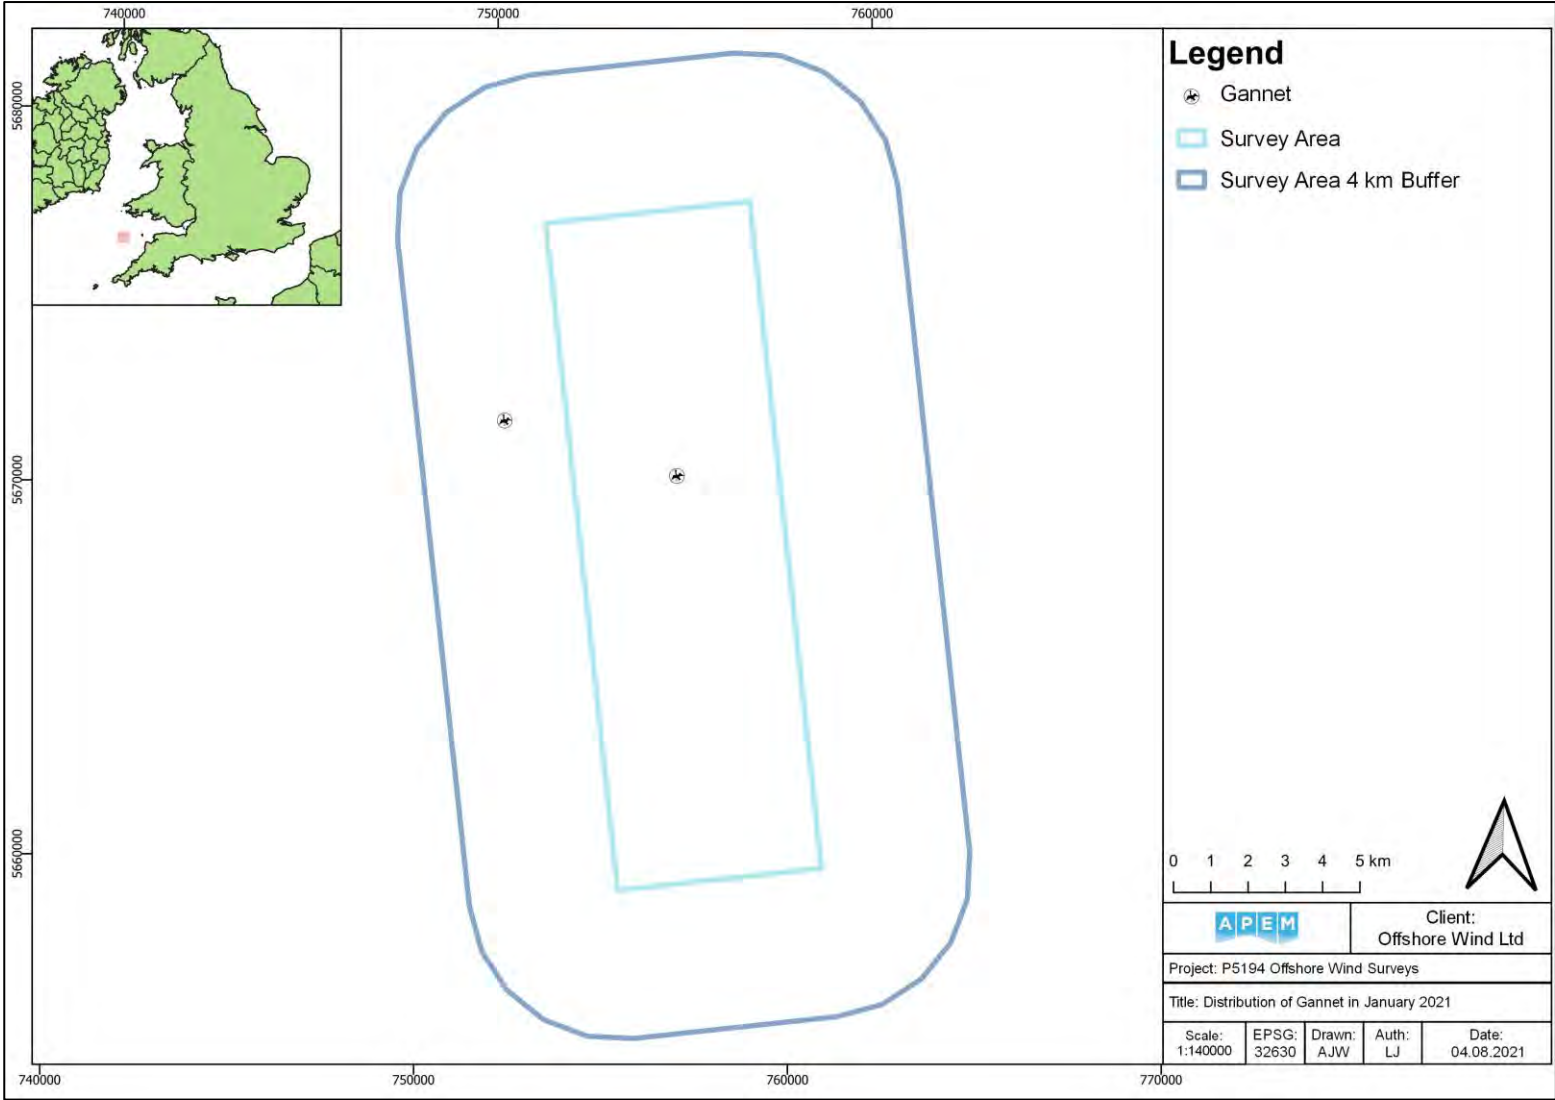 740000
750000
760000
5680000
5670000
5660000
740000
750000
760000
770000
Legend
Gannet
Survey Area
Survey Area 4 km Buffer
0 1 2 3 4 5 km
APEM
Client:
Offshore Wind Ltd
Project: P5194 Offshore Wind Surveys
Title: Distribution of Gannet in January 2021
Scale:
1:140000
EPSG:
32630
Drawn:
AJW
Auth:
LJ
Date:
04.08.2021